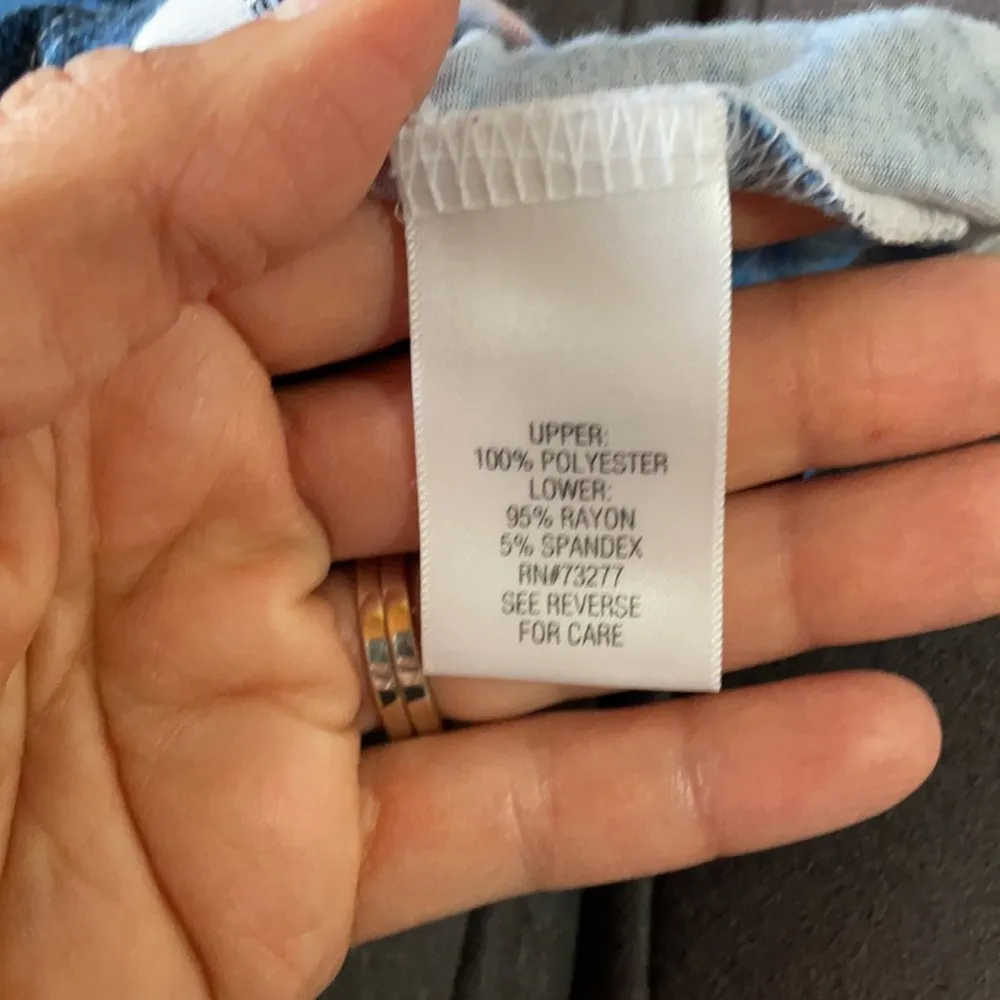 UPPER:
100% POLYESTER
LOWER:
95% RAYON
5% SPANDEX
RN#73277
SEE REVERSE
FOR CARE